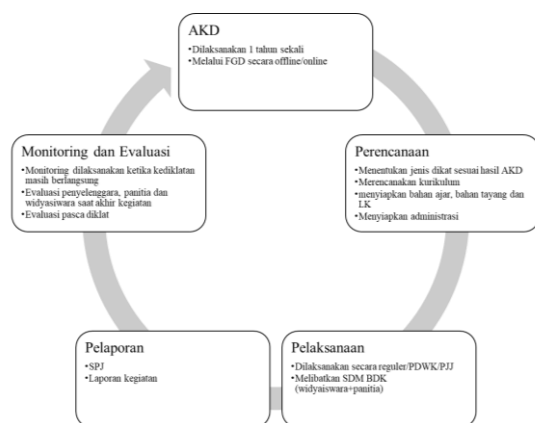 AKD
•Dilaksanakan 1 tahun sekali
•Melalui FGD secara offline/online
Perencanaan
•Menentukan jenis dikat sesuai hasil AKD
•Merencanakan kurikulum
•menyiapkan bahan ajar, bahan tayang dan
LK
•Menyiapkan administrasi
Pelaksanaan
•Dilaksanakan secara reguler/PDWK/PJJ
•Melibatkan SDM BDK
(widyaiswara+panitia)
Pelaporan
•SPJ
•Laporan kegiatan
Monitoring dan Evaluasi
•Monitoring dilaksanakan ketika kediklatan
masih berlangsung
•Evaluasi penyelenggara, panitia dan
widyasiwara saat akhir kegiatan
•Evaluasi pasca diklat